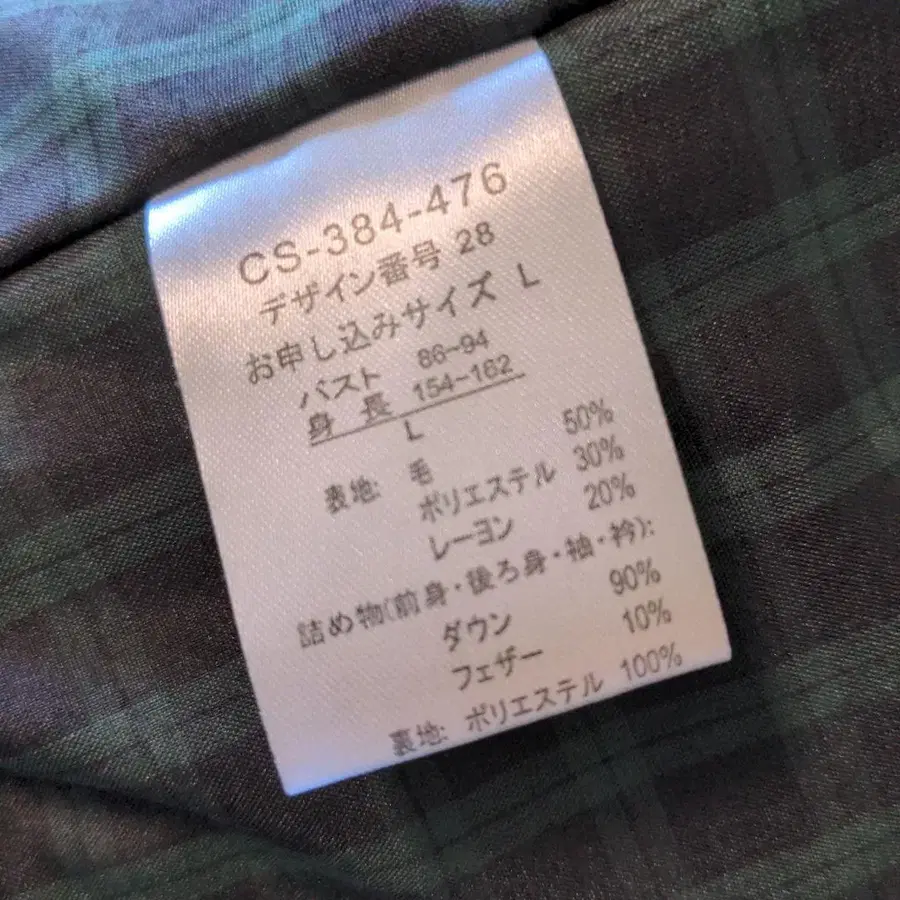 CS-384-476
デザイン番号 28
お申し込みサイズ L
バスト 86-94
身 長 154-162
L
表地: 毛 50%
ポリエステル 30%
レーヨン 20%
詰め物(前身・後ろ身・袖・衿):
ダウン 90%
フェザー 10%
裏地: ポリエステル 100%